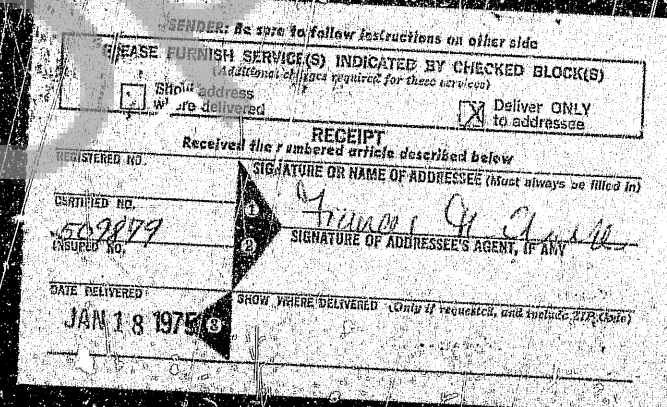 SENDER: Be sure to follow instructions on other side
PLEASE FURNISH SERVICE(S) INDICATED BY CHECKED BLOCK(S)
(Additional charges required for these services)
Show address
where delivered
Deliver ONLY
to addressee
RECEIPT
Received the numbered article described below
REGISTERED NO.
SIGNATURE OR NAME OF ADDRESSEE (Must always be filled in)
CERTIFIED NO.
509879
INSURED NO.
SIGNATURE OF ADDRESSEE'S AGENT, IF ANY
1
2
DATE DELIVERED
SHOW WHERE DELIVERED (Only if requested, and include ZIP Code)
JAN 18 1975
3